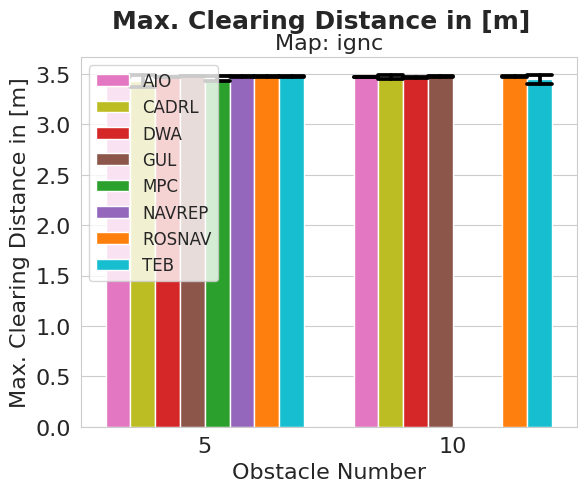 Max. Clearing Distance in [m]
Map: ignc
Max. Clearing Distance in [m]
3.5
3.0
2.5
2.0
1.5
1.0
0.5
0.0
AIO
CADRL
DWA
GUL
MPC
NAVREP
ROSNAV
TEB
5
10
Obstacle Number